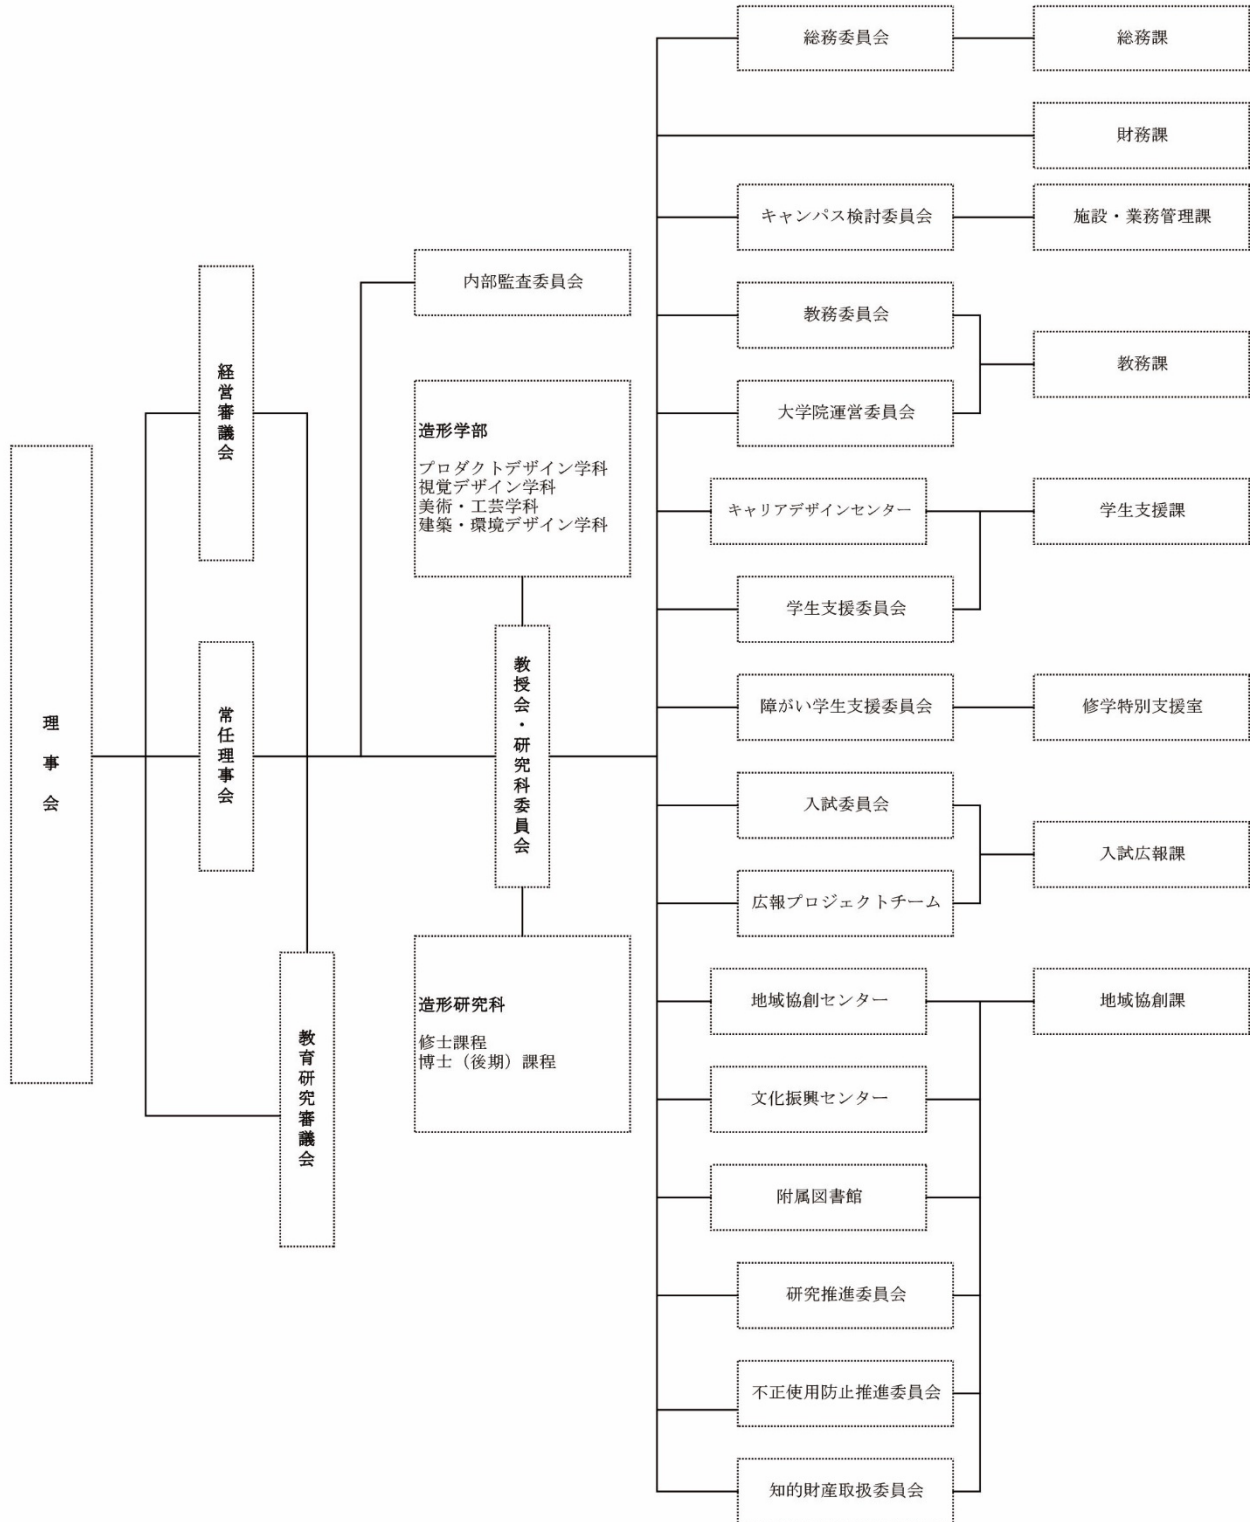 理事会
経営審議会
常任理事会
教育研究審議会
内部監査委員会
造形学部
プロダクトデザイン学科
視覚デザイン学科
美術・工芸学科
建築・環境デザイン学科
教授会・研究科委員会
造形研究科
修士課程
博士（後期）課程
総務委員会
総務課
財務課
キャンパス検討委員会
施設・業務管理課
教務委員会
大学院運営委員会
教務課
キャリアデザインセンター
学生支援委員会
学生支援課
障がい学生支援委員会
修学特別支援室
入試委員会
広報プロジェクトチーム
入試広報課
地域協創センター
地域協創課
文化振興センター
附属図書館
研究推進委員会
不正使用防止推進委員会
知的財産取扱委員会